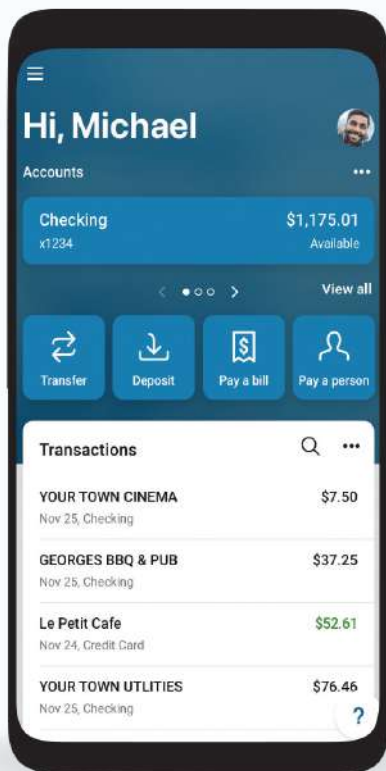 Hi, Michael
Accounts
Checking $1,175.01
x1234 Available
View all
Transfer Deposit Pay a bill Pay a person
Transactions
YOUR TOWN CINEMA $7.50
Nov 25, Checking
GEORGES BBQ & PUB $37.25
Nov 25, Checking
Le Petit Cafe $52.61
Nov 24, Credit Card
YOUR TOWN UTLITIES $76.46
Nov 25, Checking
?